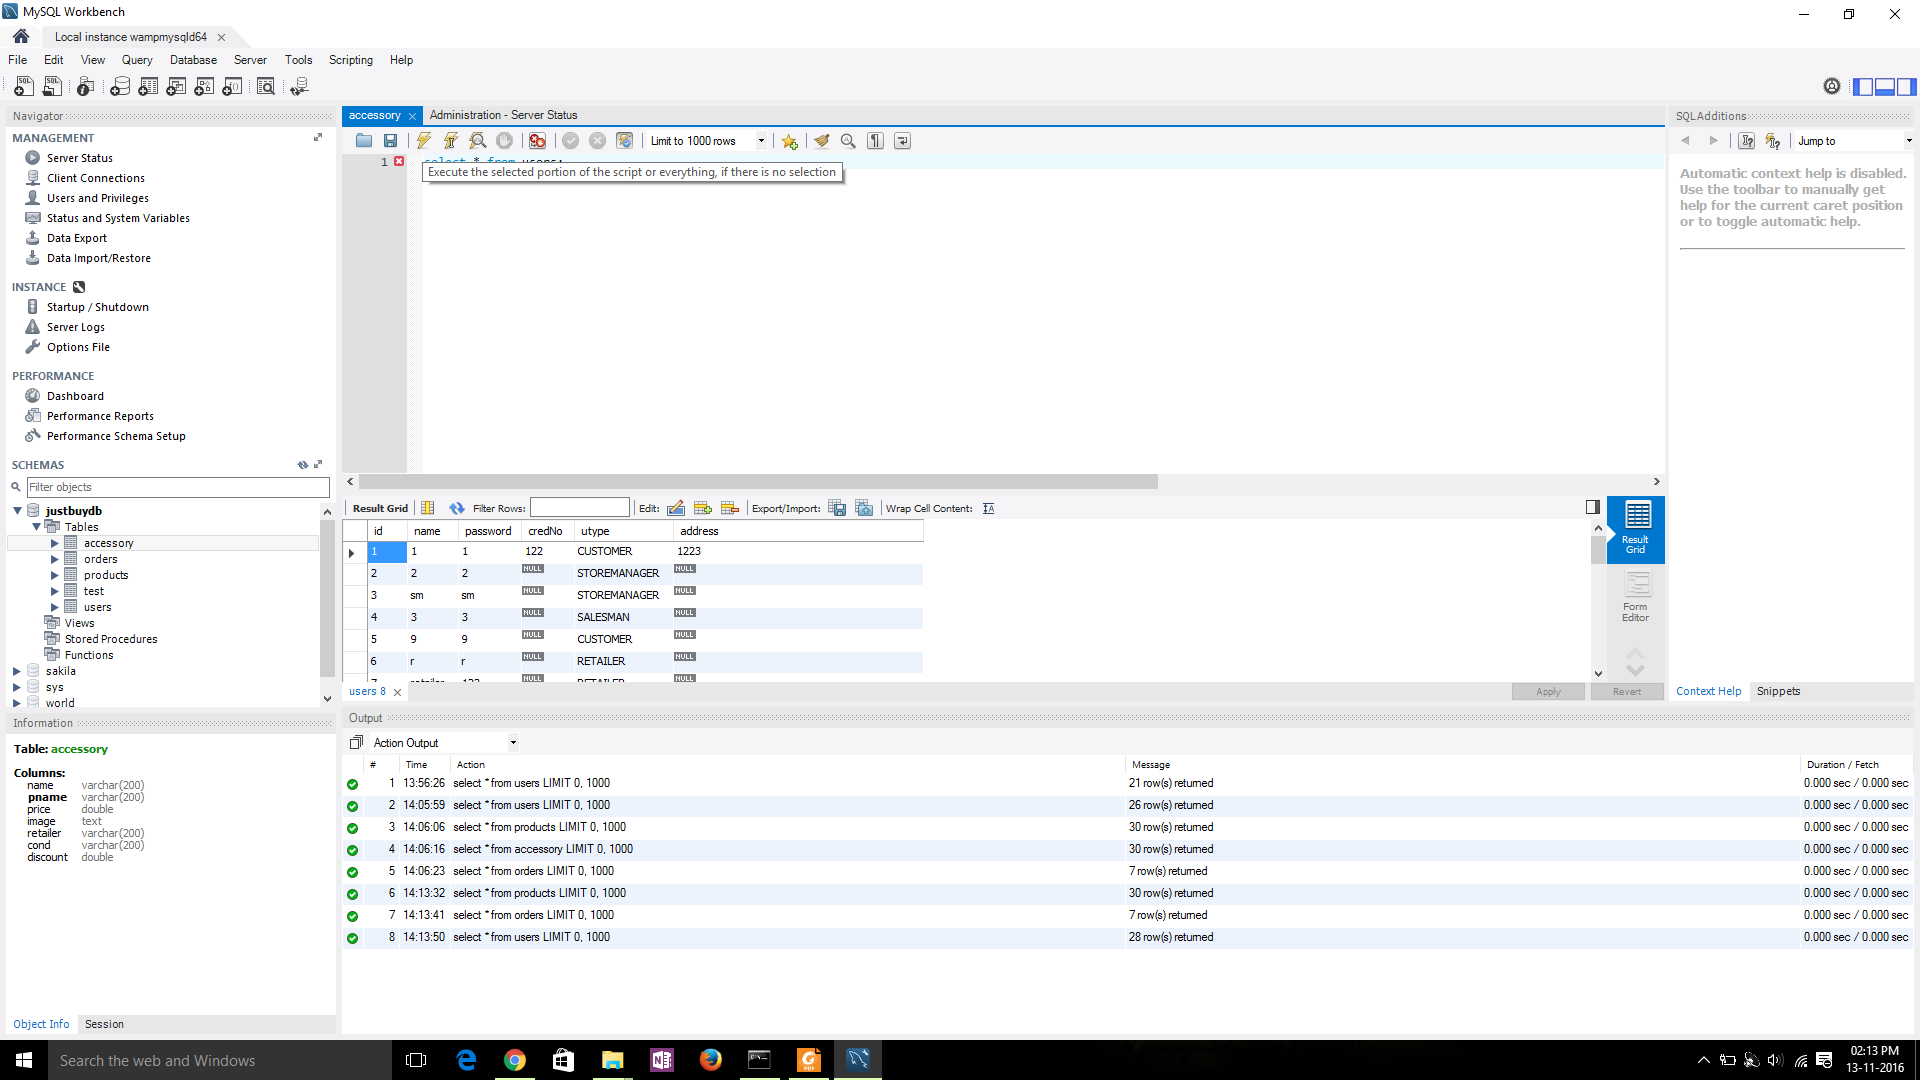 MySQL Workbench
Local instance wampmysqld64
File Edit View Query Database Server Tools Scripting Help
Navigator
MANAGEMENT
Server Status
Client Connections
Users and Privileges
Status and System Variables
Data Export
Data Import/Restore
INSTANCE
Startup / Shutdown
Server Logs
Options File
PERFORMANCE
Dashboard
Performance Reports
Performance Schema Setup
SCHEMAS
Filter objects
justbuydb
Tables
accessory
orders
products
test
users
Views
Stored Procedures
Functions
sakila
sys
world
Information
Table: accessory
Columns:
name varchar(200)
pname varchar(200)
price double
image text
retailer varchar(200)
cond varchar(200)
discount double
Object Info Session
accessory Administration - Server Status
Limit to 1000 rows
1 select * from users;
Execute the selected portion of the script or everything, if there is no selection
Result Grid Filter Rows: Edit: Export/Import: Wrap Cell Content:
id name password credNo utype address
1 1 1 122 CUSTOMER 1223
2 2 2 NULL STOREMANAGER NULL
3 sm sm NULL STOREMANAGER NULL
4 3 3 NULL SALESMAN NULL
5 9 9 NULL CUSTOMER NULL
6 r r NULL RETAILER NULL
7 retailer 123 NULL RETAILER NULL
Result Grid
Form Editor
users 8
Apply Revert
SQLAdditions
Jump to
Automatic context help is disabled.
Use the toolbar to manually get
help for the current caret position
or to toggle automatic help.
Context Help Snippets
Output
Action Output
# Time Action Message Duration / Fetch
1 13:56:26 select * from users LIMIT 0, 1000 21 row(s) returned 0.000 sec / 0.000 sec
2 14:05:59 select * from users LIMIT 0, 1000 26 row(s) returned 0.000 sec / 0.000 sec
3 14:06:06 select * from products LIMIT 0, 1000 30 row(s) returned 0.000 sec / 0.000 sec
4 14:06:16 select * from accessory LIMIT 0, 1000 30 row(s) returned 0.000 sec / 0.000 sec
5 14:06:23 select * from orders LIMIT 0, 1000 7 row(s) returned 0.000 sec / 0.000 sec
6 14:13:32 select * from products LIMIT 0, 1000 30 row(s) returned 0.000 sec / 0.000 sec
7 14:13:41 select * from orders LIMIT 0, 1000 7 row(s) returned 0.000 sec / 0.000 sec
8 14:13:50 select * from users LIMIT 0, 1000 28 row(s) returned 0.000 sec / 0.000 sec
Search the web and Windows
02:13 PM
13-11-2016